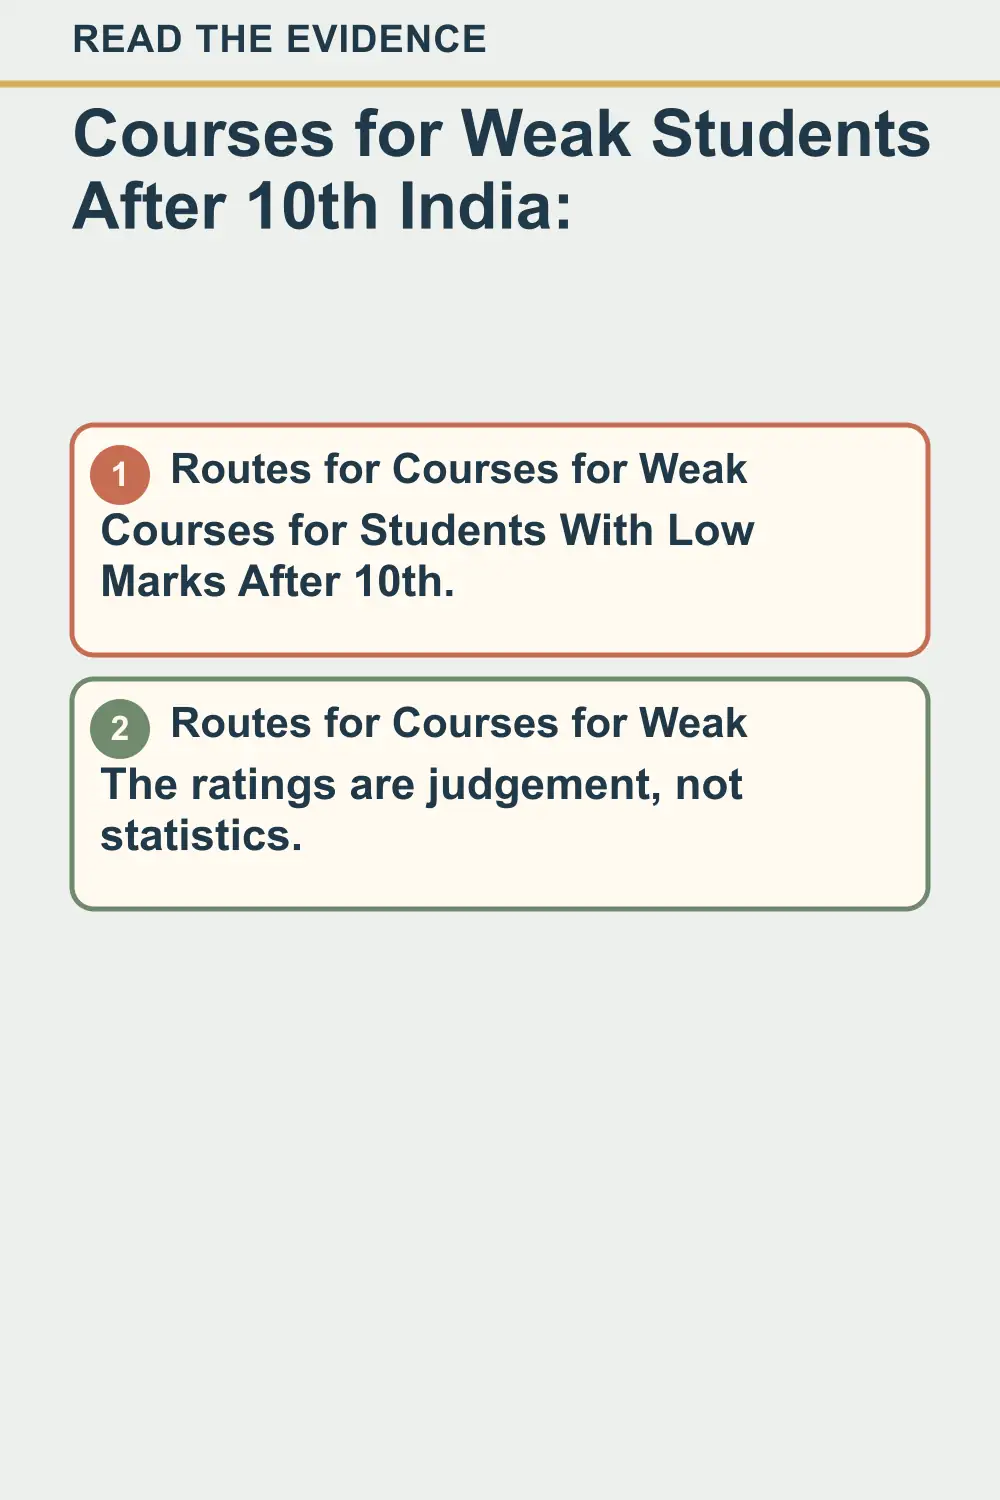 READ THE EVIDENCE
Courses for Weak Students
After 10th India:
1 Routes for Courses for Weak
Courses for Students With Low
Marks After 10th.
2 Routes for Courses for Weak
The ratings are judgement, not
statistics.